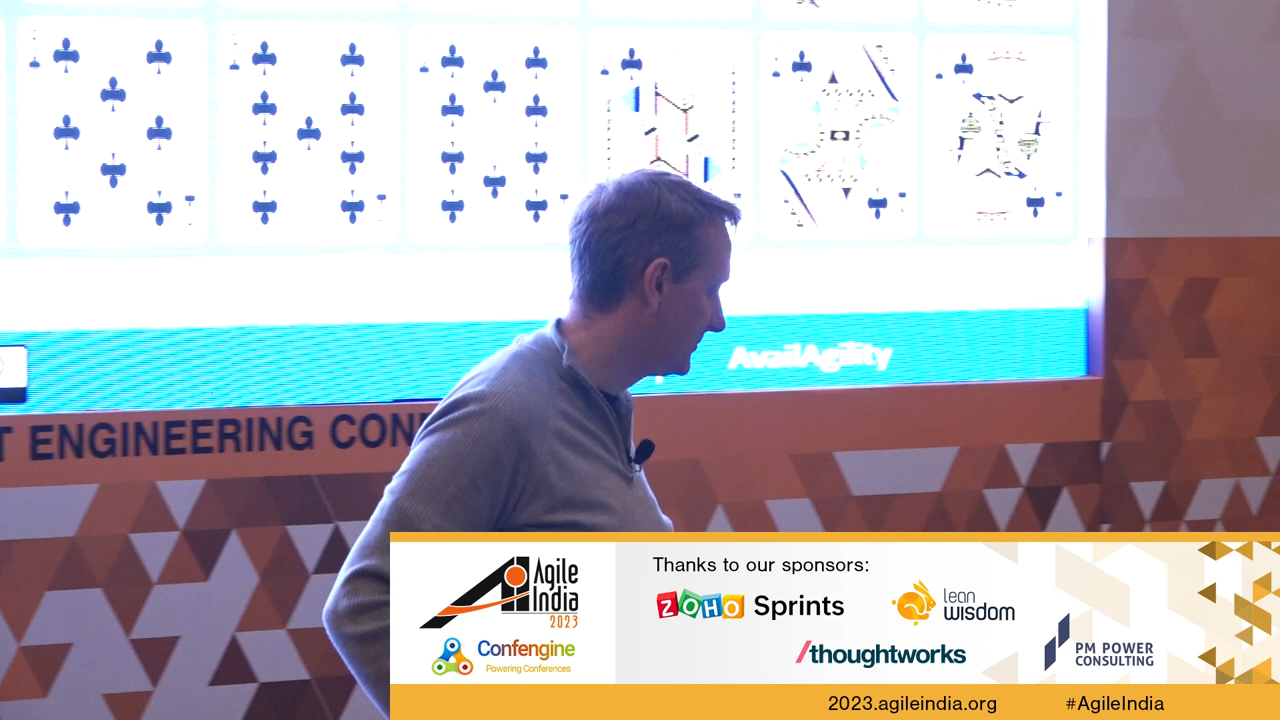 AvailAgility
T ENGINEERING CON
Agile
India
2023
Confengine
Powering Conferences
Thanks to our sponsors:
ZOHO Sprints
lean
wisdom
/thoughtworks
PM POWER
CONSULTING
2023.agileindia.org
#AgileIndia